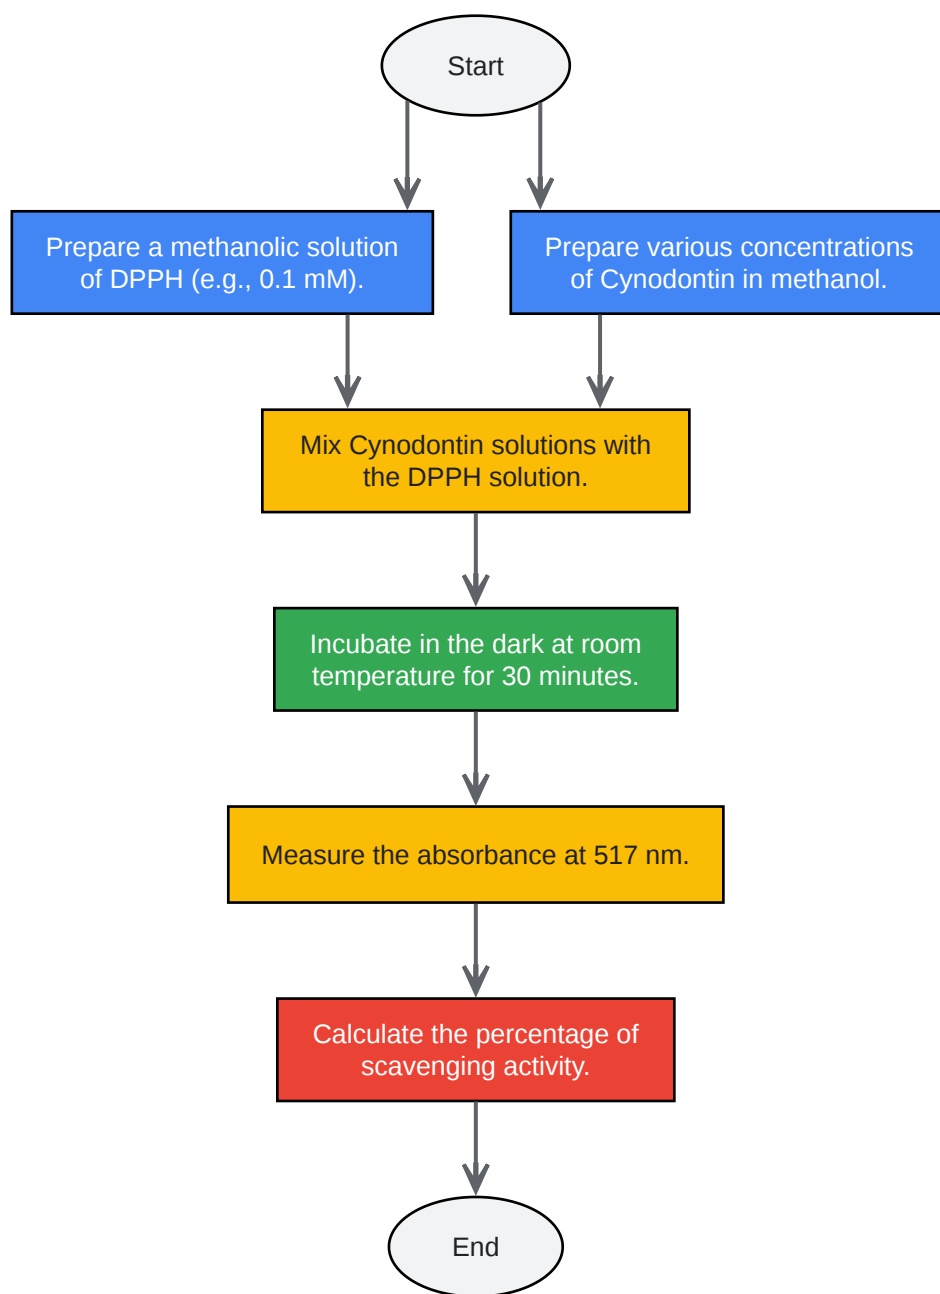 Start
Prepare a methanolic solution
of DPPH (e.g., 0.1 mM).
Prepare various concentrations
of Cynodontin in methanol.
Mix Cynodontin solutions with
the DPPH solution.
Incubate in the dark at room
temperature for 30 minutes.
Measure the absorbance at 517 nm.
Calculate the percentage of
scavenging activity.
End